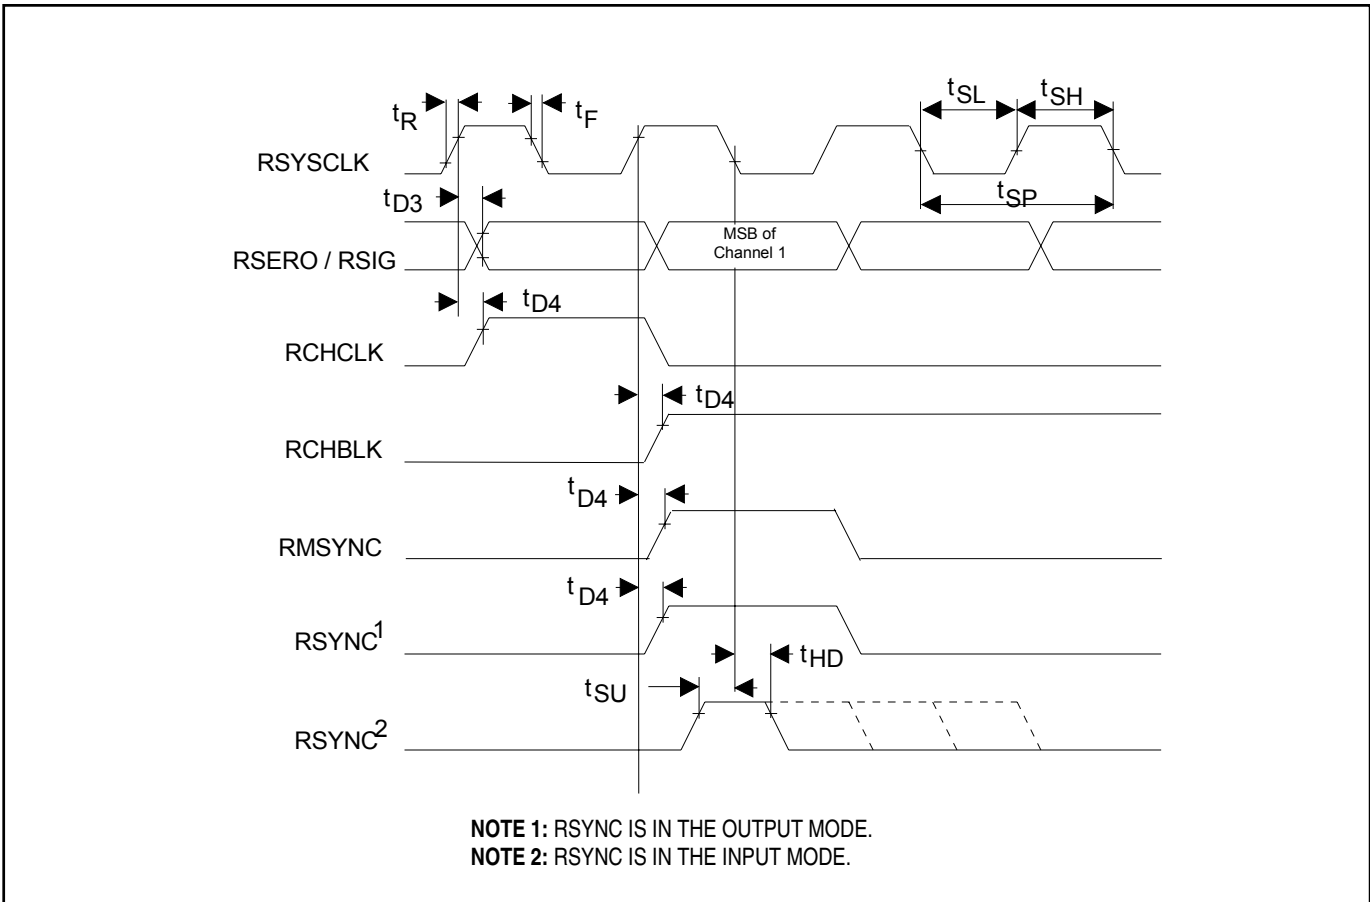 tSL tSH
tR tF
RSYSCLK
tSP
tD3
MSB of
Channel 1
RSERO / RSIG
tD4
RCHCLK
tD4
RCHBLK
tD4
RMSYNC
tD4
RSYNC1
tHD
tSU
RSYNC2
NOTE 1: RSYNC IS IN THE OUTPUT MODE.
NOTE 2: RSYNC IS IN THE INPUT MODE.